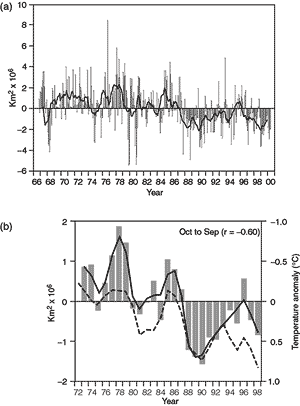 (a)
10
8
6
4
2
0
−2
−4
−6
Km² x 10⁶
66 68 70 72 74 76 78 80 82 84 86 88 90 92 94 96 98 00
Year
(b)
Oct to Sep (r = −0.60)
2
1
0
−1
−2
Km² x 10⁶
−1.0
−0.5
0
0.5
1.0
Temperature anomaly (°C)
72 74 76 78 80 82 84 86 88 90 92 94 96 98
Year